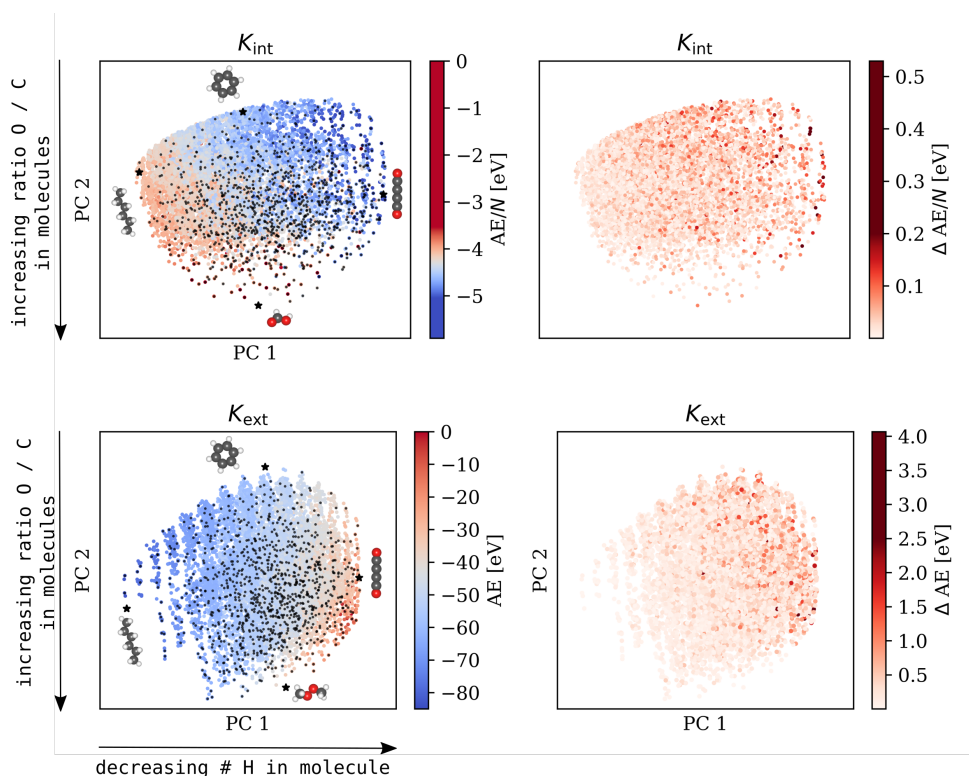 K_int
K_int
increasing ratio O / C
in molecules
PC 2
PC 1
0
−1
−2
−3
−4
−5
AE/N [eV]
0.5
0.4
0.3
0.2
0.1
Δ AE/N [eV]
K_ext
K_ext
increasing ratio O / C
in molecules
PC 2
PC 1
0
−10
−20
−30
−40
−50
−60
−70
−80
AE [eV]
PC 2
PC 1
4.0
3.5
3.0
2.5
2.0
1.5
1.0
0.5
Δ AE [eV]
decreasing # H in molecule